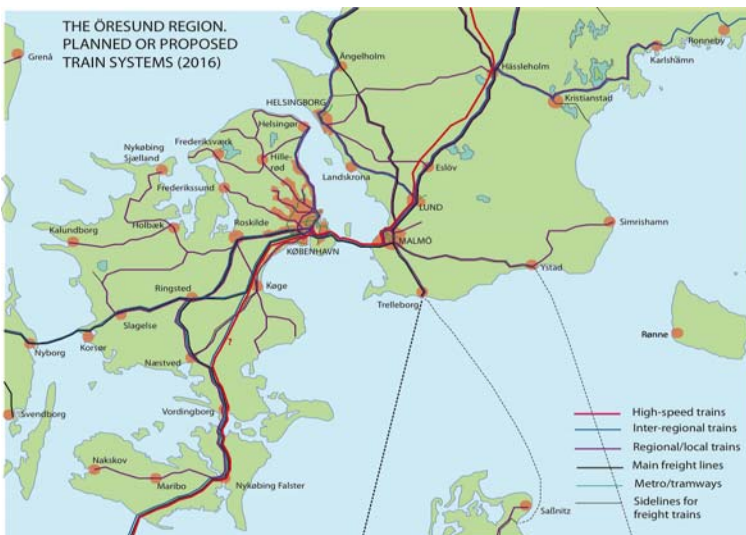 THE ÖRESUND REGION.
PLANNED OR PROPOSED
TRAIN SYSTEMS (2016)
Grenå
Ängelholm
Hässleholm
Ronneby
Karlshämn
Kristianstad
HELSINGBORG
Helsingør
Nykøbing
Sjælland
Frederiksværk
Hille-
rød
Frederikssund
Landskrona
Eslöv
LUND
Kalundborg
Holbæk
Roskilde
KØBENHAVN
MALMÖ
Simrishamn
Ystad
Ringsted
Køge
Trelleborg
Slagelse
Korsør
Nyborg
Rønne
Næstved
?
Svendborg
Vordingborg
Nakskov
Maribo
Nykøbing Falster
Saßnitz
High-speed trains
Inter-regional trains
Regional/local trains
Main freight lines
Metro/tramways
Sidelines for
freight trains